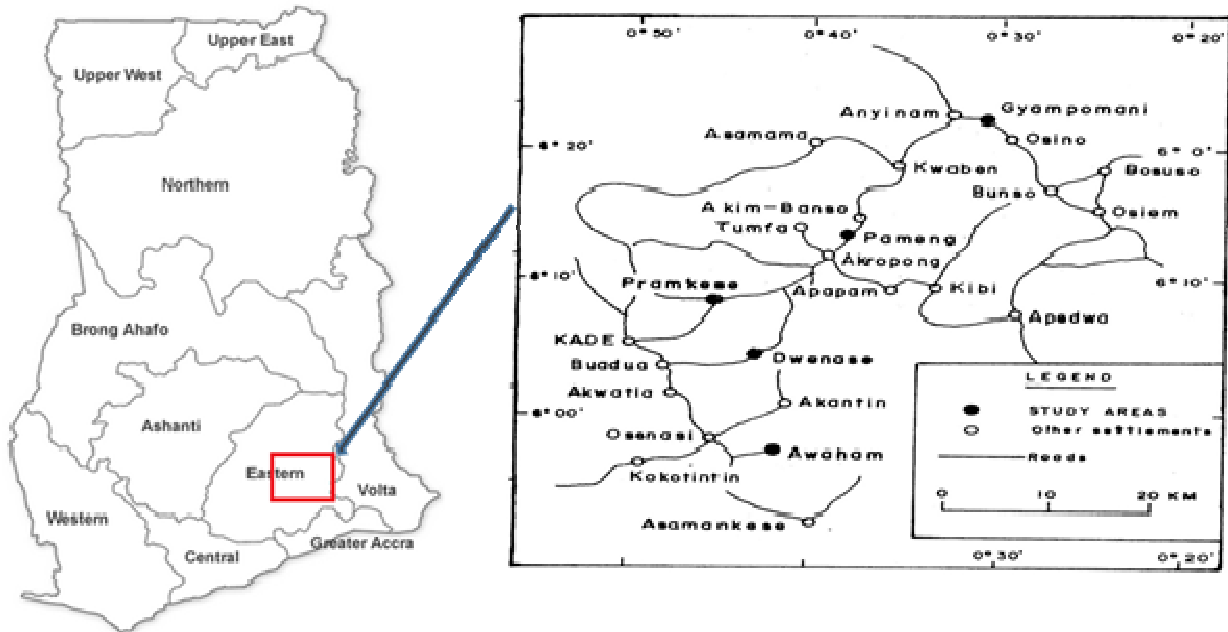 Upper East
Upper West
Northern
Brong Ahafo
Ashanti
Eastern
Volta
Western
Central
Greater Accra
0°50'
0°40'
0°30'
0°20'
Anyinam
Gyampomani
Asamama
Osino
6°20'
6°0'
Kwaben
Bosuso
Bunso
Akim-Banso
Osiem
Tumfa
Pameng
Akropong
6°10'
6°10'
Pramkese
Apapam
Kibi
Apedwa
KADE
Buadua
Dwenase
Akwatia
Akantin
6°00'
Osenasi
Awaham
Kokotintin
Asamankese
LEGEND
STUDY AREAS
Other settlements
Roads
0 10 20 KM
0°30'
0°20'